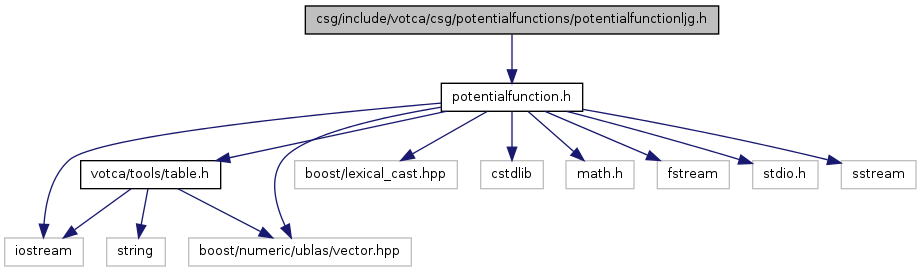 csg/include/votca/csg/potentialfunctions/potentialfunctionljg.h
potentialfunction.h
votca/tools/table.h
boost/lexical_cast.hpp
cstdlib
math.h
fstream
stdio.h
sstream
iostream
string
boost/numeric/ublas/vector.hpp